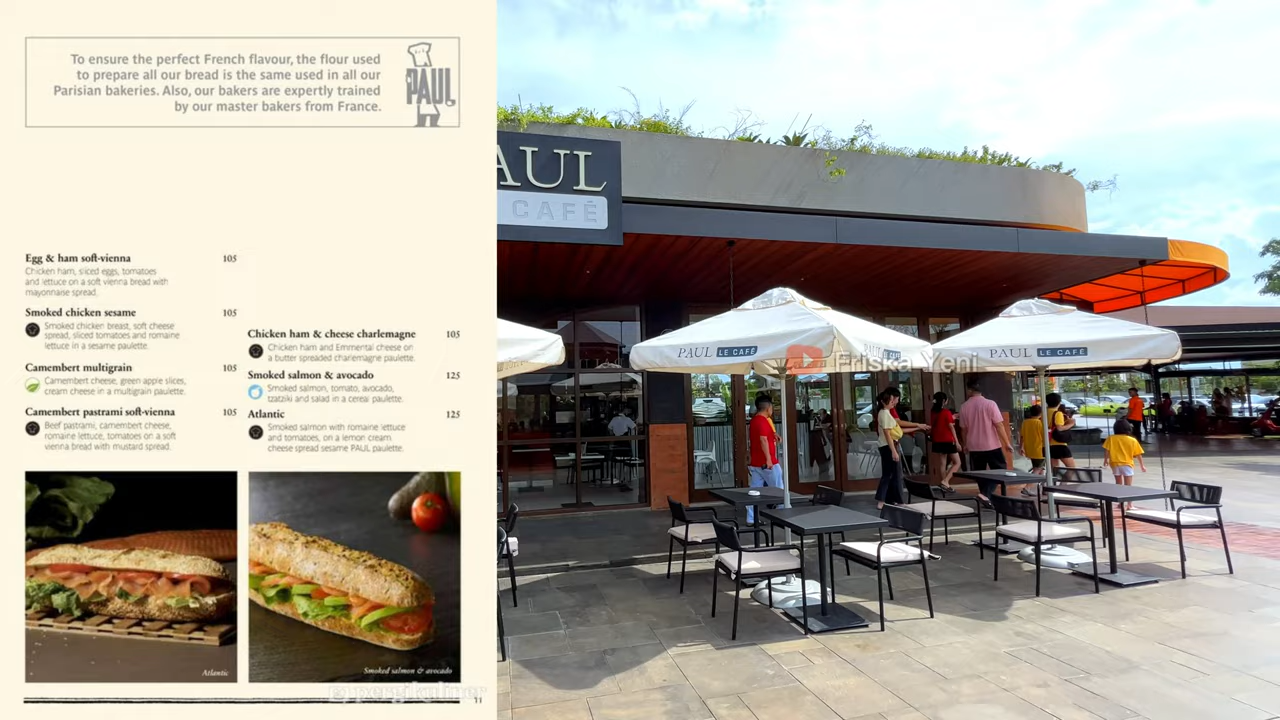 To ensure the perfect French flavour, the flour used
to prepare all our bread is the same used in all our
Parisian bakeries. Also, our bakers are expertly trained
by our master bakers from France.
PAUL
Egg & ham soft-vienna 105
Chicken ham, sliced eggs, tomatoes
and lettuce on a soft vienna bread with
mayonnaise spread.
Smoked chicken sesame 105
Smoked chicken breast, soft cheese
spread, sliced tomatoes and romaine
lettuce in a sesame paulette.
Camembert multigrain 105
Camembert cheese, green apple slices,
cream cheese in a multigrain paulette.
Camembert pastrami soft-vienna 105
Beef pastrami, camembert cheese,
romaine lettuce, tomatoes on a soft
vienna bread with mustard spread.
Chicken ham & cheese charlemagne 105
Chicken ham and Emmental cheese on
a butter spreaded charlemagne paulette.
Smoked salmon & avocado 125
Smoked salmon, tomato, avocado,
tzatziki and salad in a cereal paulette.
Atlantic 125
Smoked salmon with romaine lettuce
and tomatoes, on a lemon cream
cheese spread sesame PAUL paulette.
Atlantic
Smoked salmon & avocado
11
AUL
CAFÉ
PAUL LE CAFÉ
PAUL LE CAFÉ
Friska Yeni